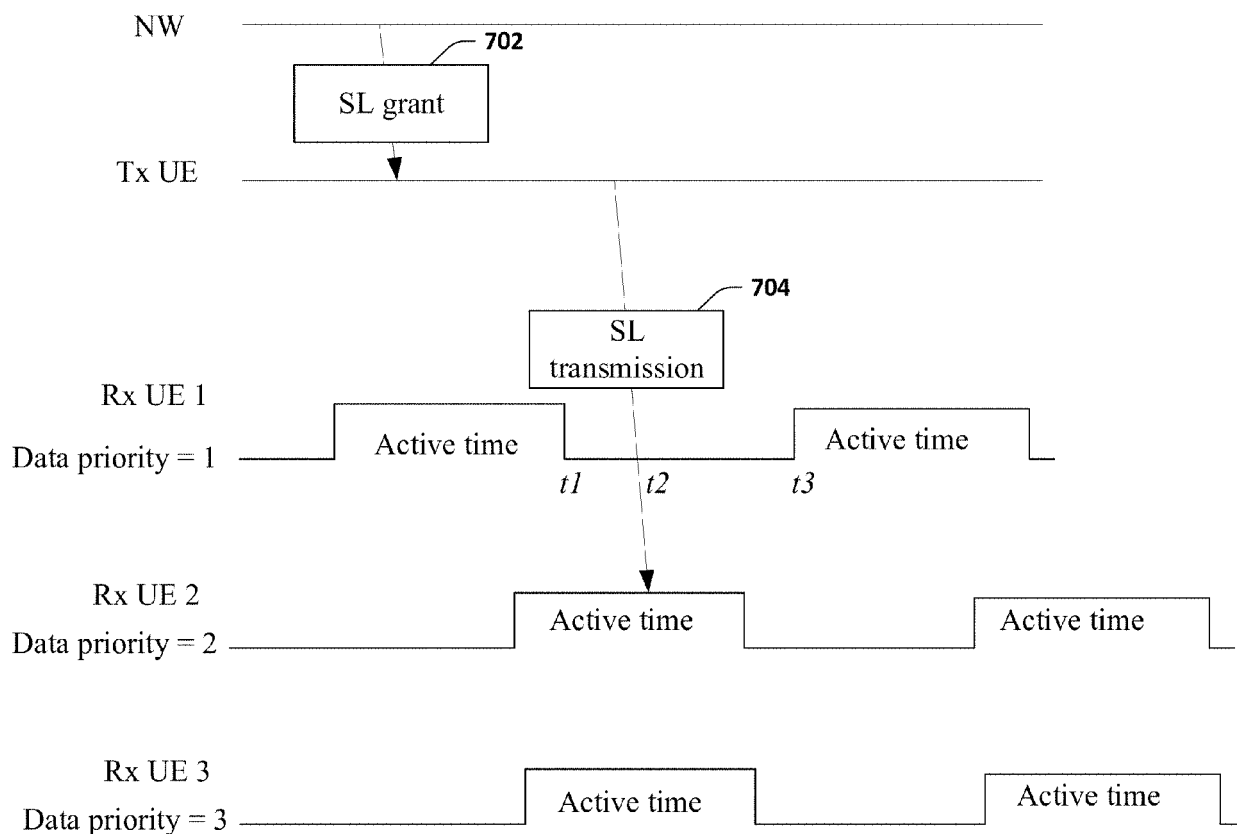 NW
702
SL grant
Tx UE
704
SL
transmission
Rx UE 1
Active time
Active time
Data priority = 1
t1
t2
t3
Rx UE 2
Active time
Active time
Data priority = 2
Rx UE 3
Active time
Active time
Data priority = 3